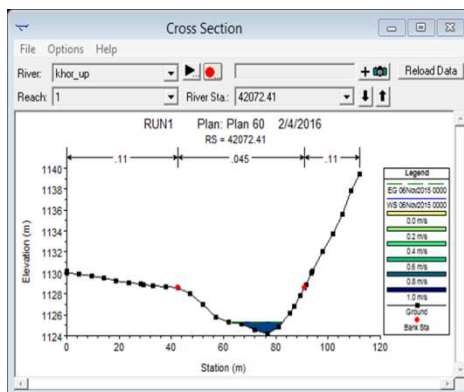 Cross Section
File Options Help
River: khor_up
Reload Data
Reach: 1 River Sta.: 42072.41
RUN1 Plan: Plan 60 2/4/2016
RS = 42072.41
.11 .045 .11
Elevation (m)
1140
1138
1136
1134
1132
1130
1128
1126
1124
0 20 40 60 80 100 120
Station (m)
Legend
EG 06Nov2015 0000
WS 06Nov2015 0000
0.0 m/s
0.2 m/s
0.4 m/s
0.6 m/s
0.8 m/s
1.0 m/s
Ground
Bank Sta